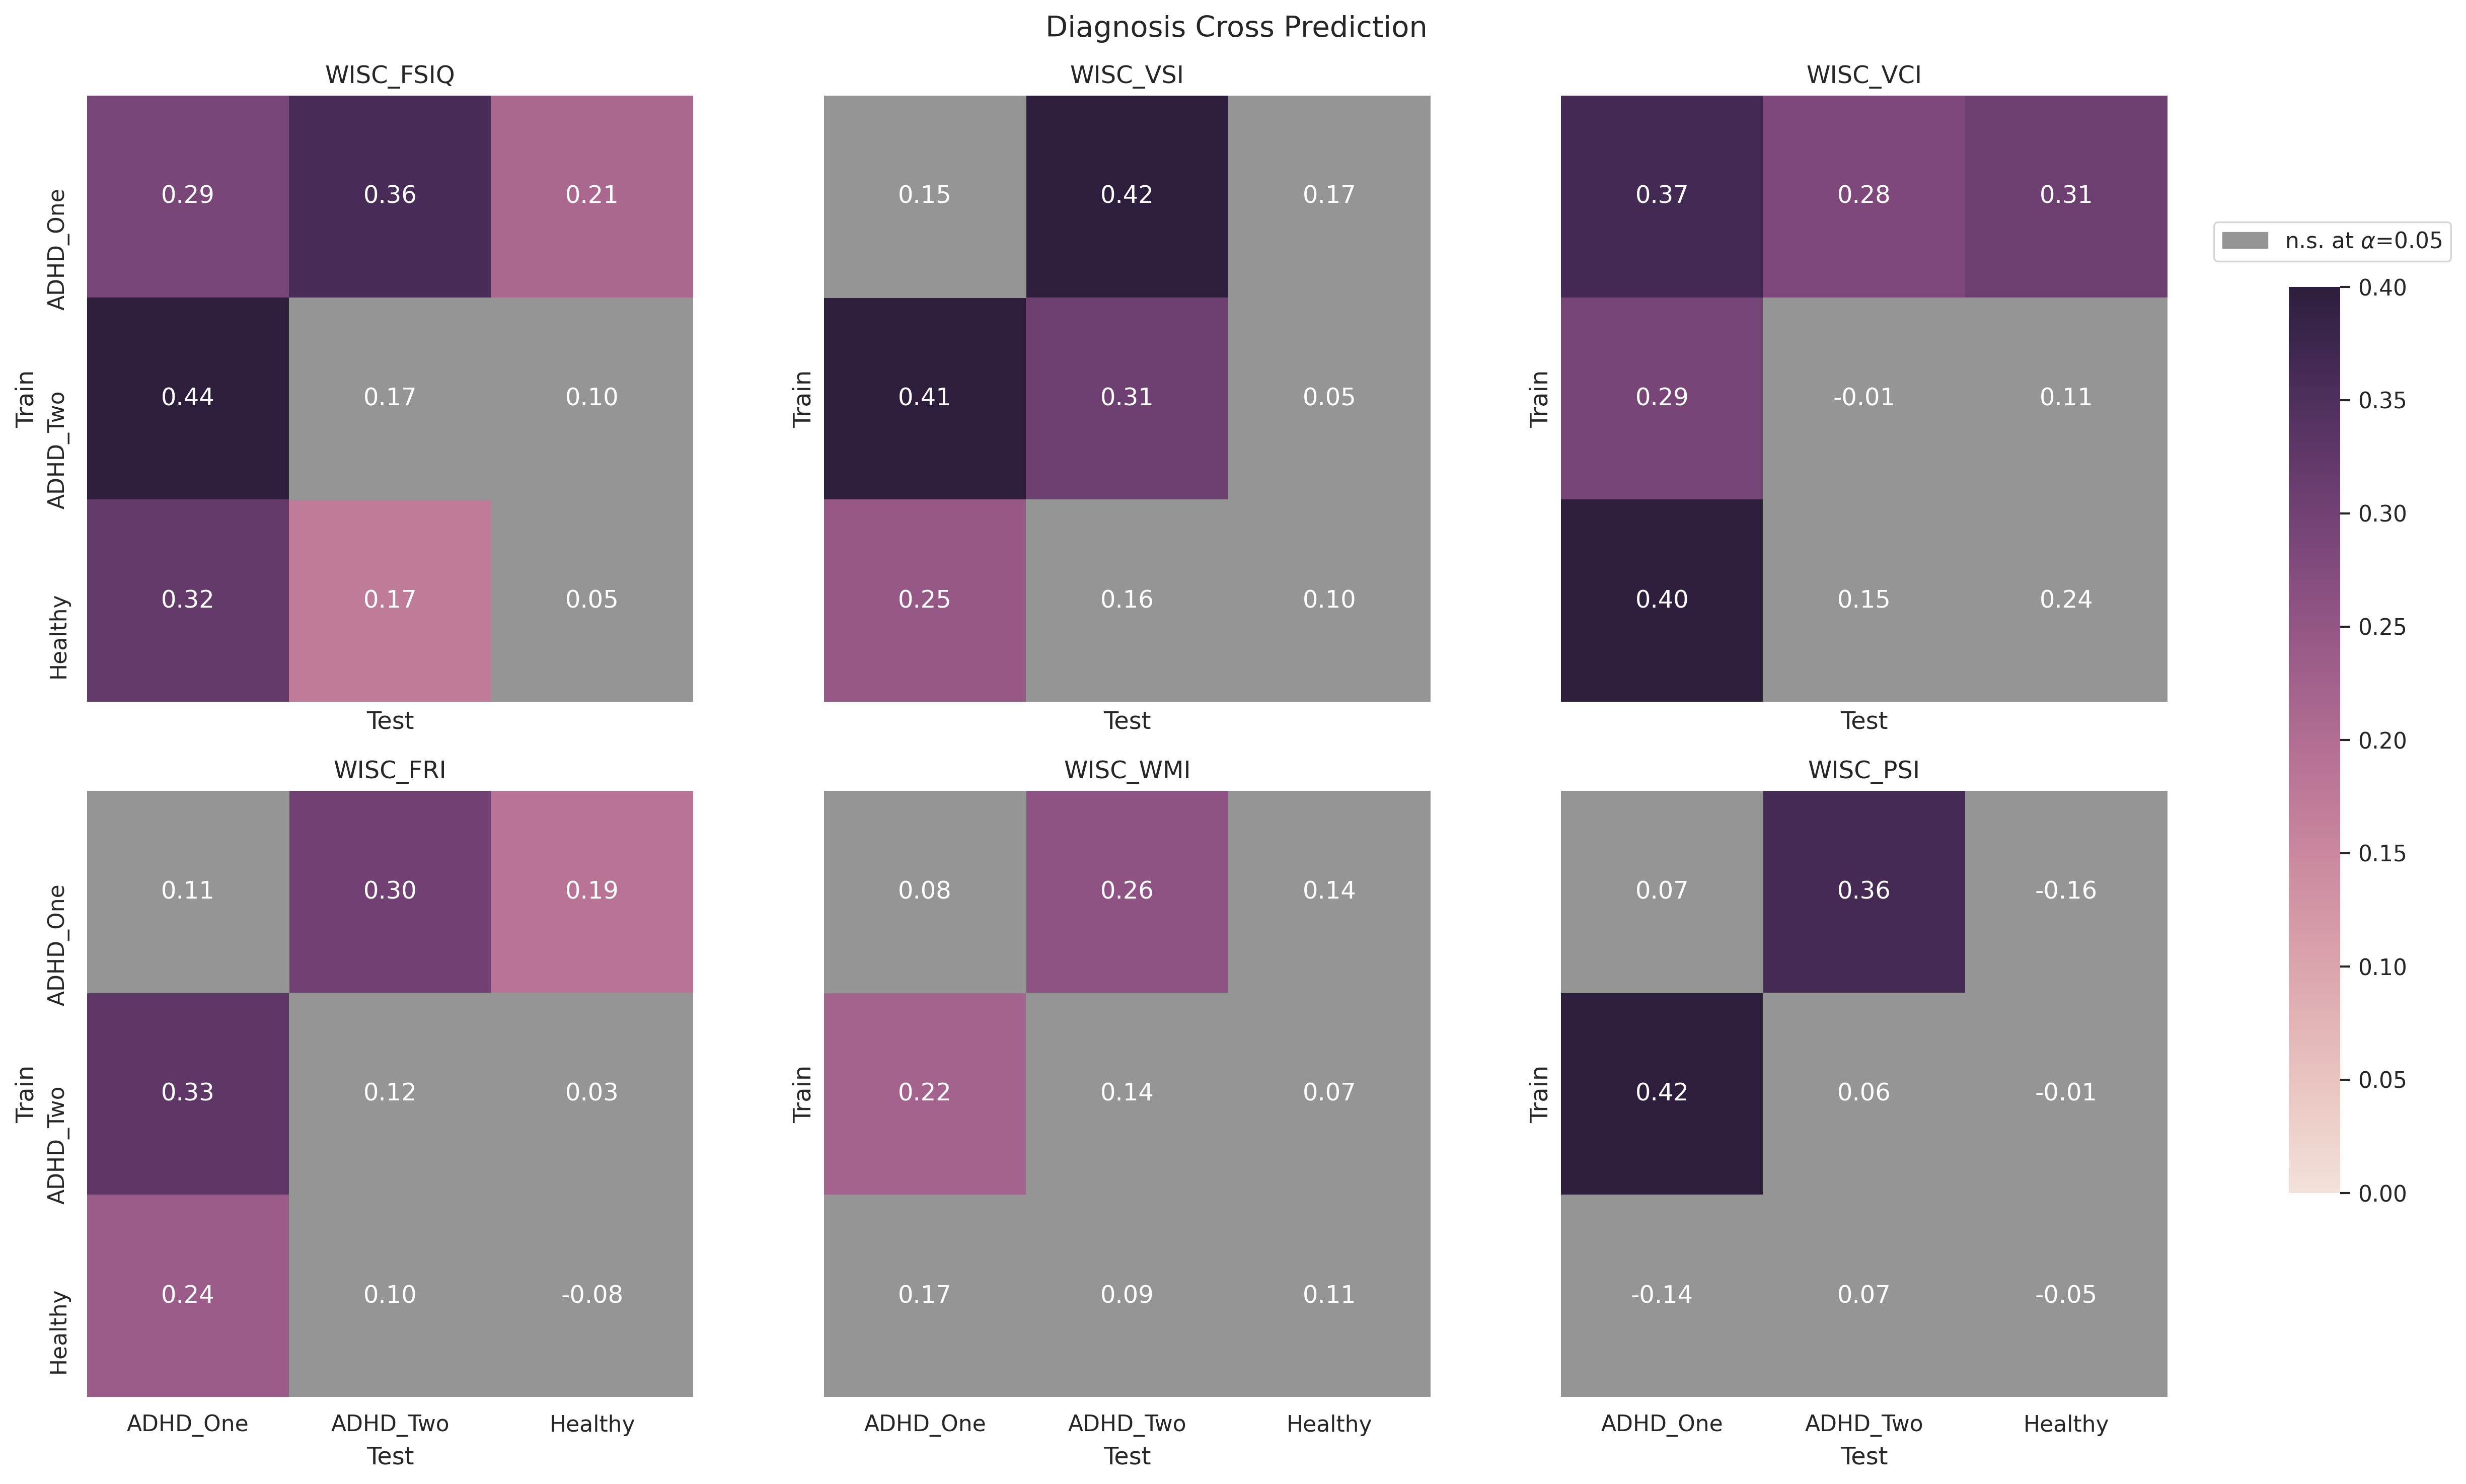 Diagnosis Cross Prediction
WISC_FSIQ
ADHD_One
ADHD_Two
Healthy
Train
0.29 0.36 0.21
0.44 0.17 0.10
0.32 0.17 0.05
Test
WISC_VSI
Train
0.15 0.42 0.17
0.41 0.31 0.05
0.25 0.16 0.10
Test
WISC_VCI
Train
0.37 0.28 0.31
0.29 -0.01 0.11
0.40 0.15 0.24
Test
n.s. at α=0.05
0.40
0.35
0.30
0.25
0.20
0.15
0.10
0.05
0.00
WISC_FRI
ADHD_One
ADHD_Two
Healthy
Train
0.11 0.30 0.19
0.33 0.12 0.03
0.24 0.10 -0.08
ADHD_One ADHD_Two Healthy
Test
WISC_WMI
Train
0.08 0.26 0.14
0.22 0.14 0.07
0.17 0.09 0.11
ADHD_One ADHD_Two Healthy
Test
WISC_PSI
Train
0.07 0.36 -0.16
0.42 0.06 -0.01
-0.14 0.07 -0.05
ADHD_One ADHD_Two Healthy
Test